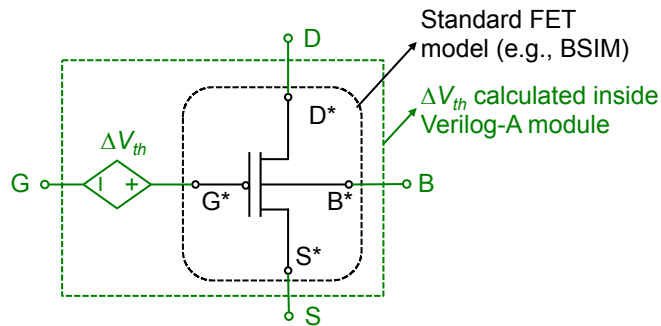 Standard FET
model (e.g., BSIM)
D
ΔVth calculated inside
Verilog-A module
D*
ΔVth
G
+
G*
B*
B
S*
S